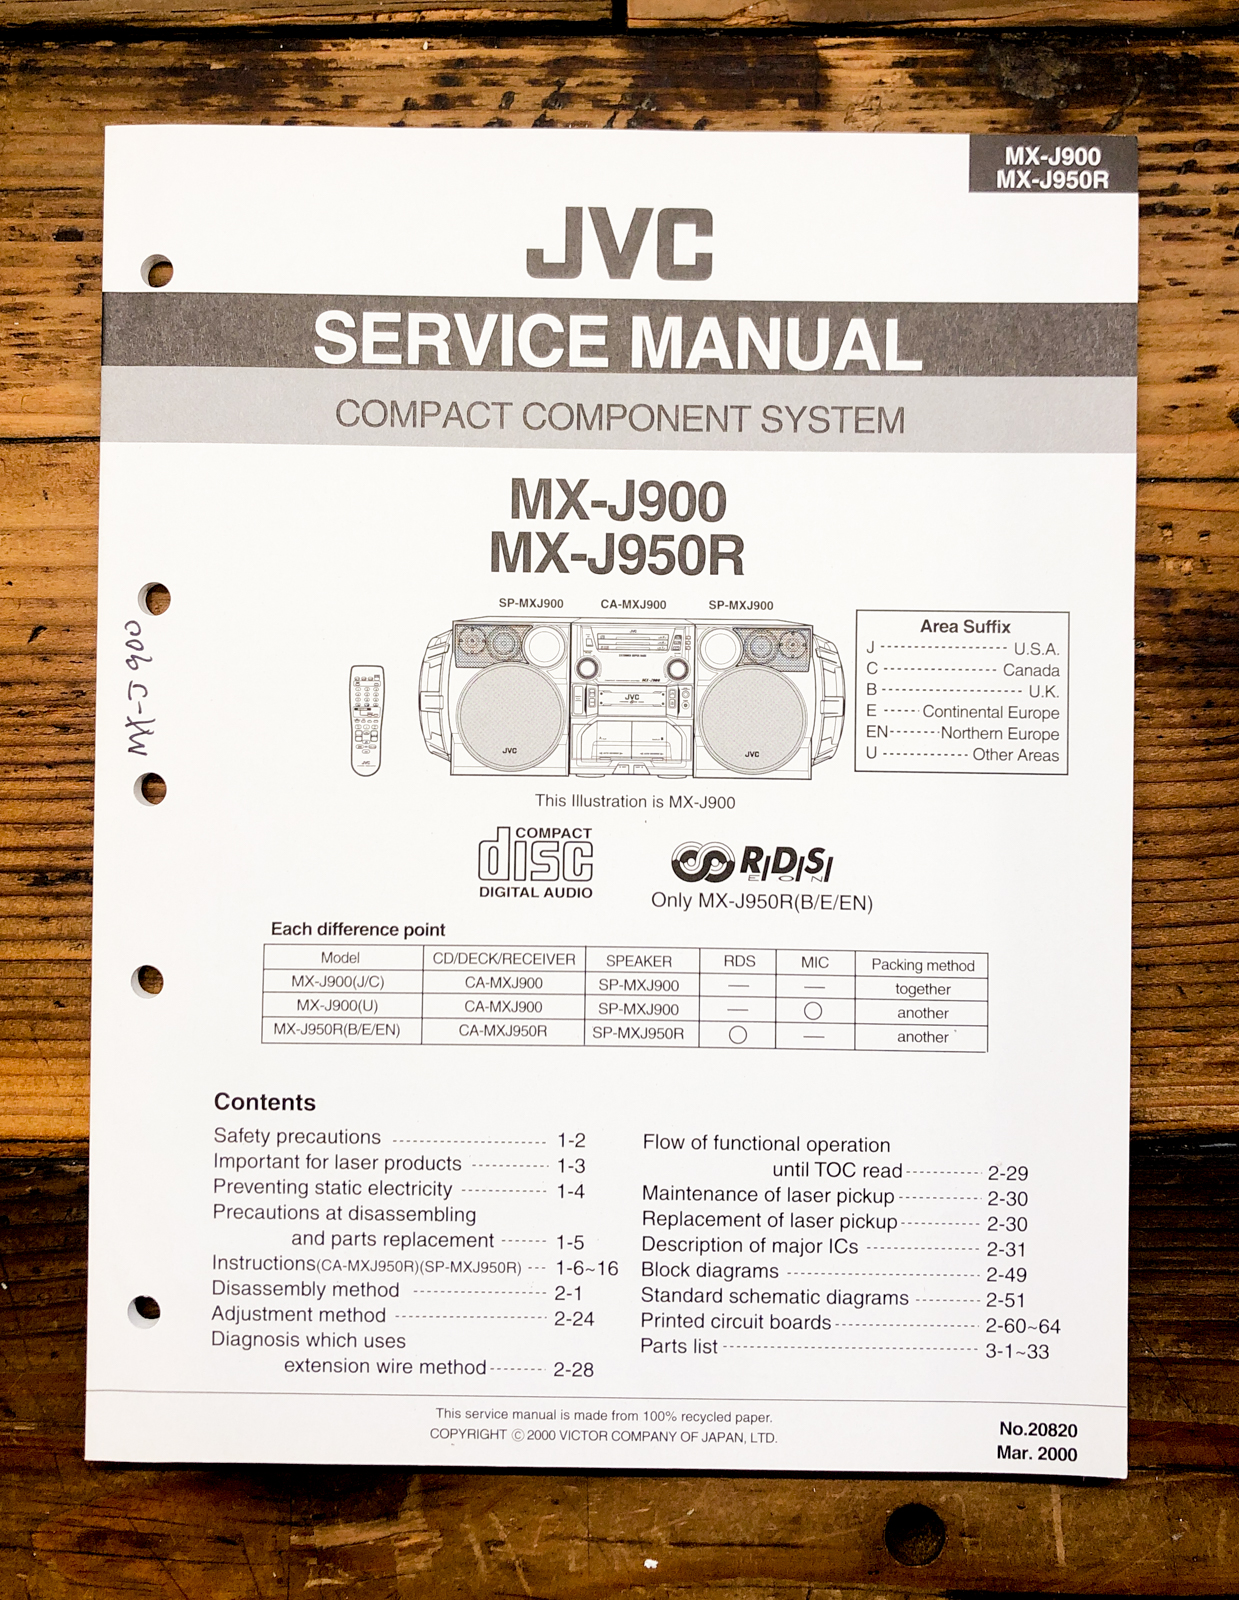 MX-J900
MX-J950R
JVC
SERVICE MANUAL
COMPACT COMPONENT SYSTEM
MX-J900
MX-J950R
SP-MXJ900 CA-MXJ900 SP-MXJ900
JVC
JVC
JVC
MX-J900
Area Suffix
J ---------------------- U.S.A.
C -------------------- Canada
B ------------------------ U.K.
E ----- Continental Europe
EN------- Northern Europe
U ------------- Other Areas
This Illustration is MX-J900
COMPACT
disc
DIGITAL AUDIO
R D S
EON
Only MX-J950R(B/E/EN)
Each difference point
Model CD/DECK/RECEIVER SPEAKER RDS MIC Packing method
MX-J900(J/C) CA-MXJ900 SP-MXJ900 — — together
MX-J900(U) CA-MXJ900 SP-MXJ900 — ○ another
MX-J950R(B/E/EN) CA-MXJ950R SP-MXJ950R ○ — another
Contents
Safety precautions ---------------------- 1-2
Important for laser products ----------- 1-3
Preventing static electricity ------------ 1-4
Precautions at disassembling
and parts replacement ------ 1-5
Instructions(CA-MXJ950R)(SP-MXJ950R) --- 1-6~16
Disassembly method ------------------- 2-1
Adjustment method --------------------- 2-24
Diagnosis which uses
extension wire method-------- 2-28
Flow of functional operation
until TOC read----------- 2-29
Maintenance of laser pickup------------ 2-30
Replacement of laser pickup----------- 2-30
Description of major ICs ---------------- 2-31
Block diagrams --------------------------- 2-49
Standard schematic diagrams --------- 2-51
Printed circuit boards--------------------- 2-60~64
Parts list ------------------------------------ 3-1~33
This service manual is made from 100% recycled paper.
COPYRIGHT © 2000 VICTOR COMPANY OF JAPAN, LTD.
No.20820
Mar. 2000
MX-J900